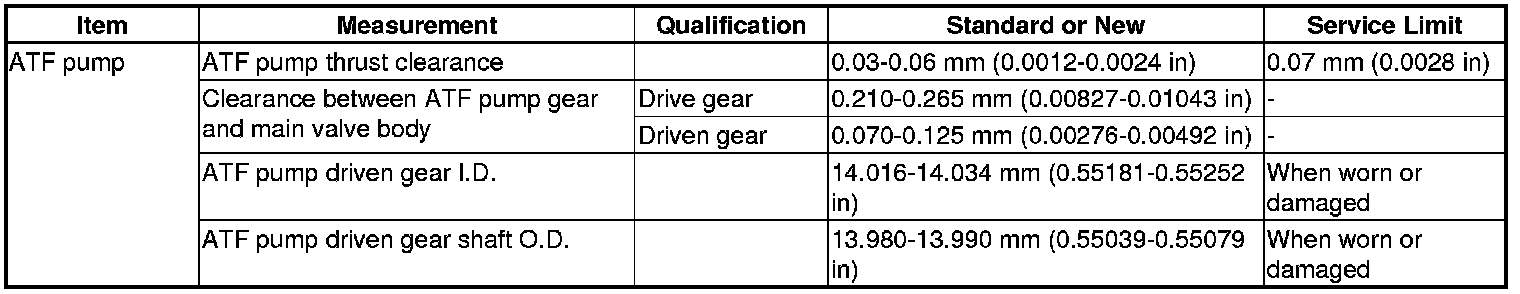 Item Measurement Qualification Standard or New Service Limit
ATF pump ATF pump thrust clearance 0.03-0.06 mm (0.0012-0.0024 in) 0.07 mm (0.0028 in)
Clearance between ATF pump gear Drive gear 0.210-0.265 mm (0.00827-0.01043 in) -
and main valve body Driven gear 0.070-0.125 mm (0.00276-0.00492 in) -
ATF pump driven gear I.D. 14.016-14.034 mm (0.55181-0.55252 When worn or
in) damaged
ATF pump driven gear shaft O.D. 13.980-13.990 mm (0.55039-0.55079 When worn or
in) damaged